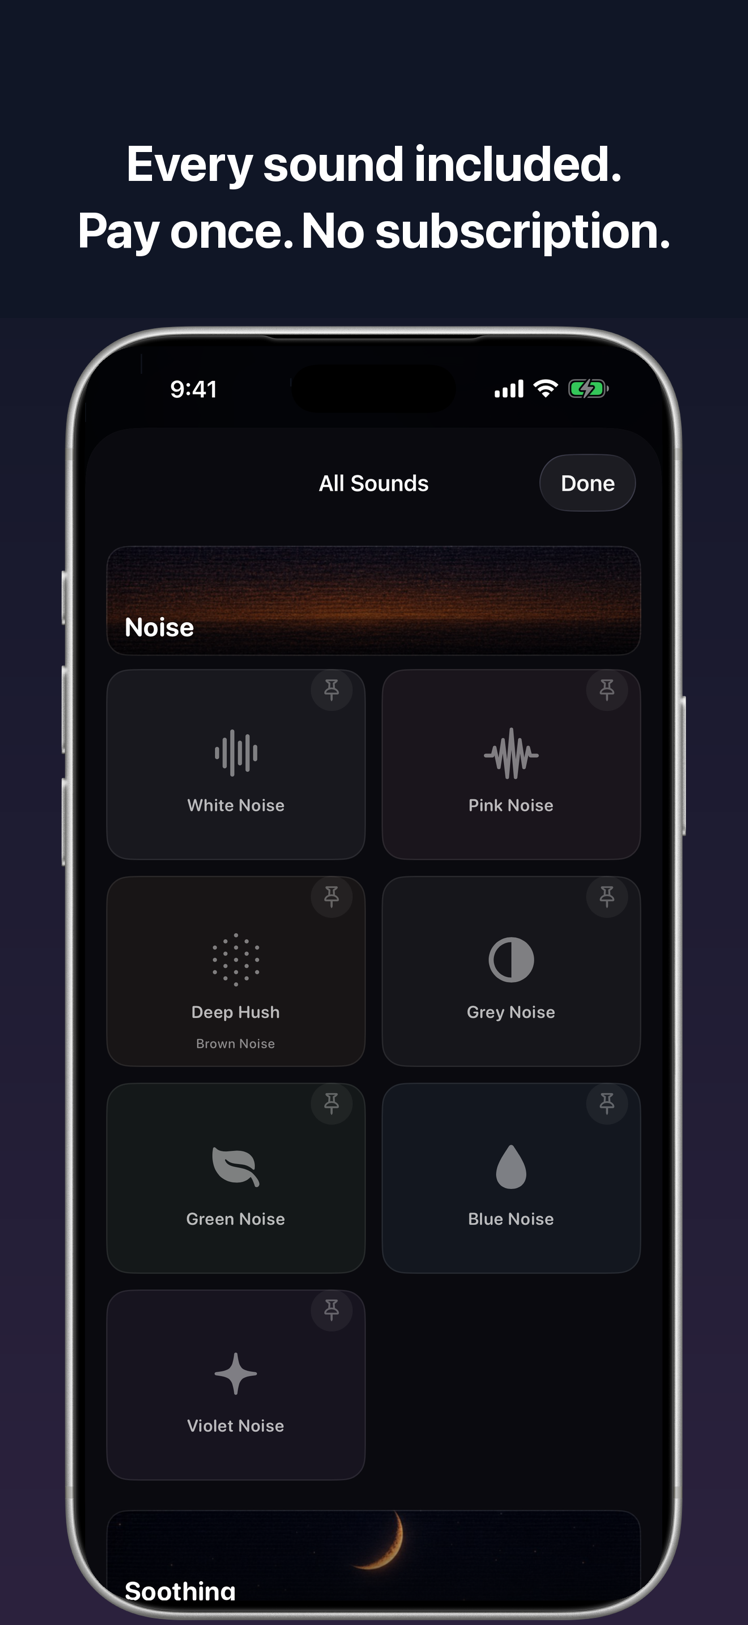 Every sound included.
Pay once. No subscription.
9:41
All Sounds
Done
Noise
White Noise
Pink Noise
Deep Hush
Brown Noise
Grey Noise
Green Noise
Blue Noise
Violet Noise
Soothing